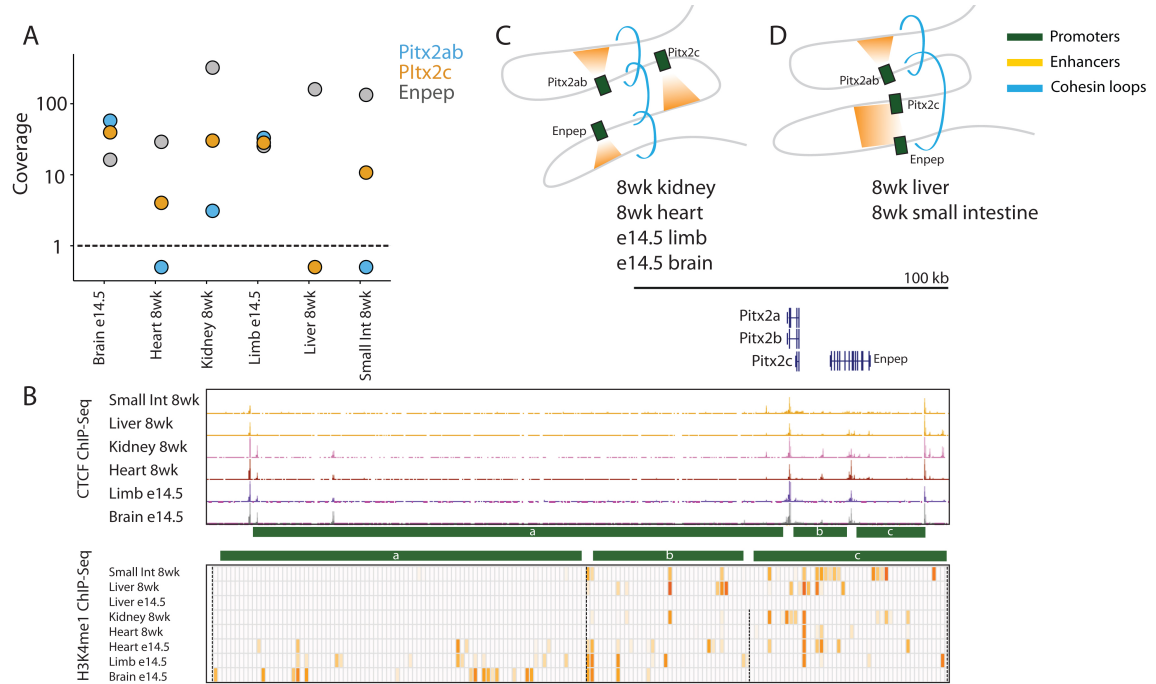 A
Pitx2ab
PItx2c
Enpep
Coverage
100
10
1
Brain e14.5
Heart 8wk
Kidney 8wk
Limb e14.5
Liver 8wk
Small Int 8wk
C
Pitx2ab
Pitx2c
Enpep
8wk kidney
8wk heart
e14.5 limb
e14.5 brain
D
Pitx2ab
Pitx2c
Enpep
8wk liver
8wk small intestine
Promoters
Enhancers
Cohesin loops
100 kb
Pitx2a
Pitx2b
Pitx2c
Enpep
B
CTCF ChIP-Seq
Small Int 8wk
Liver 8wk
Kidney 8wk
Heart 8wk
Limb e14.5
Brain e14.5
a b c
a b c
H3K4me1 ChIP-Seq
Small Int 8wk
Liver 8wk
Liver e14.5
Kidney 8wk
Heart 8wk
Heart e14.5
Limb e14.5
Brain e14.5